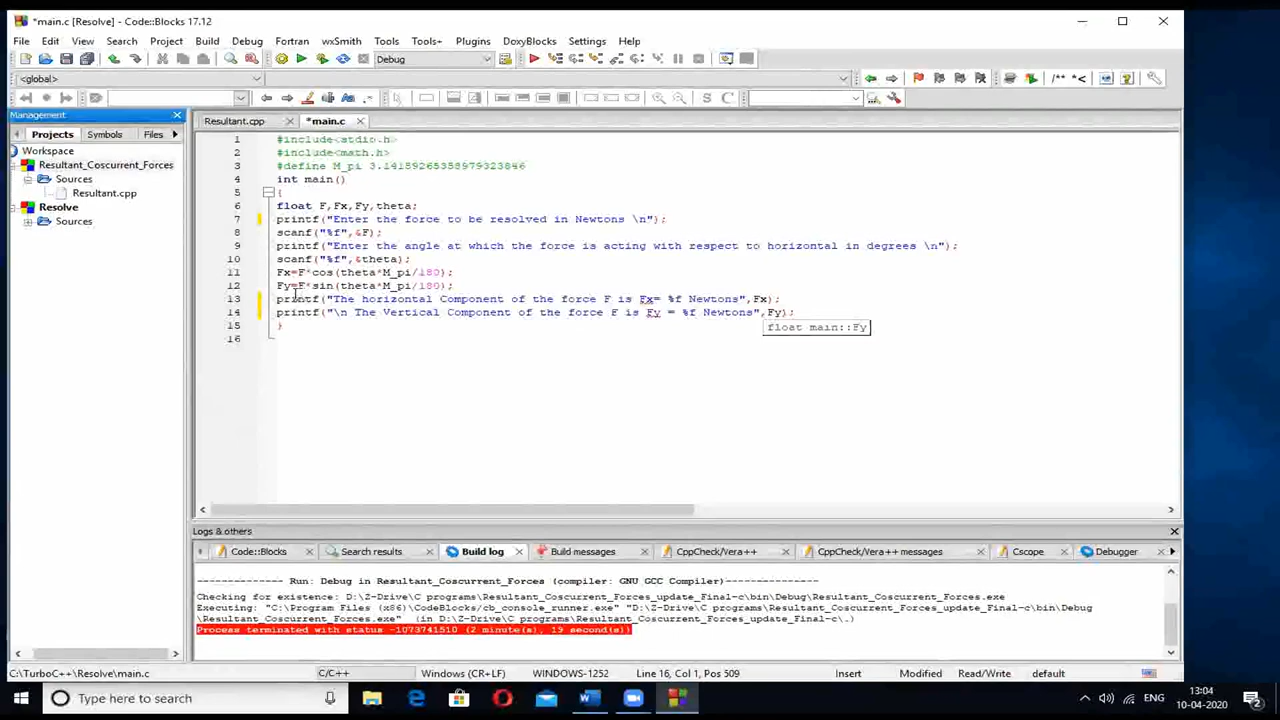 *main.c [Resolve] - Code::Blocks 17.12
File Edit View Search Project Build Debug Fortran wxSmith Tools Tools+ Plugins DoxyBlocks Settings Help
Debug
<global>
/** *<
S C
Management
Projects Symbols Files
Workspace
Resultant_Coscurrent_Forces
Sources
Resultant.cpp
Resolve
Sources
Resultant.cpp *main.c
1 #include<stdio.h>
2 #include<math.h>
3 #define M_pi 3.14159265358979323846
4 int main()
5 {
6 float F,Fx,Fy,theta;
7 printf("Enter the force to be resolved in Newtons \n");
8 scanf("%f",&F);
9 printf("Enter the angle at which the force is acting with respect to horizontal in degrees \n");
10 scanf("%f",&theta);
11 Fx=F*cos(theta*M_pi/180);
12 Fy=F*sin(theta*M_pi/180);
13 printf("The horizontal Component of the force F is Fx= %f Newtons",Fx);
14 printf("\n The Vertical Component of the force F is Fy = %f Newtons",Fy);
float main::Fy
15 }
16
Logs & others
Code::Blocks Search results Build log Build messages CppCheck/Vera++ CppCheck/Vera++ messages Cscope Debugger
-------------- Run: Debug in Resultant_Coscurrent_Forces (compiler: GNU GCC Compiler)---------------
Checking for existence: D:\Z-Drive\C programs\Resultant_Coscurrent_Forces_update_Final-c\bin\Debug\Resultant_Coscurrent_Forces.exe
Executing: "C:\Program Files (x86)\CodeBlocks/cb_console_runner.exe" "D:\Z-Drive\C programs\Resultant_Coscurrent_Forces_update_Final-c\bin\Debug
\Resultant_Coscurrent_Forces.exe" (in D:\Z-Drive\C programs\Resultant_Coscurrent_Forces_update_Final-c\.)
Process terminated with status -1073741510 (2 minute(s), 19 second(s))
C:\TurboC++\Resolve\main.c C/C++ Windows (CR+LF) WINDOWS-1252 Line 16, Col 1, Pos 509 Insert Modified Read/Write default
Type here to search
ENG
13:04
10-04-2020
2